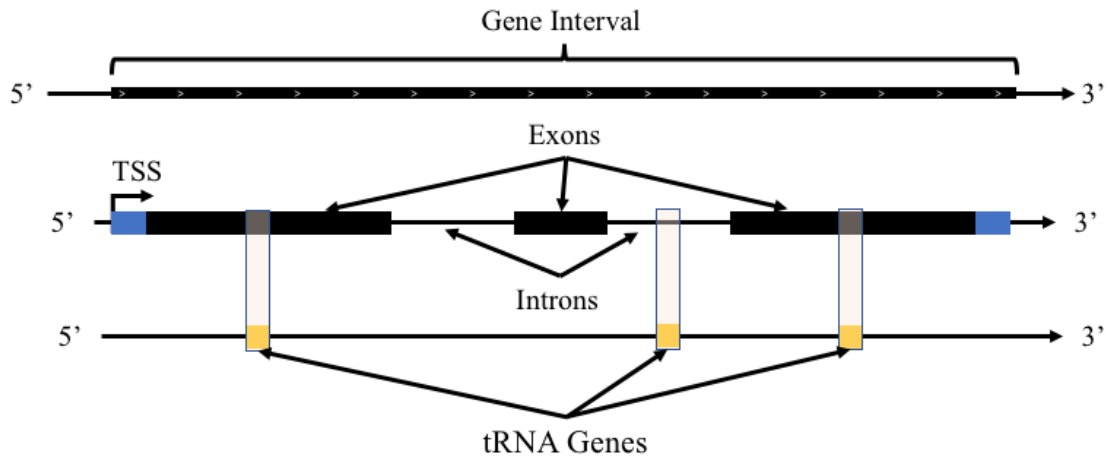 Gene Interval
5’ > > > > > > > > > > > > > > > > 3’
Exons
TSS
5’ 3’
Introns
5’ 3’
tRNA Genes